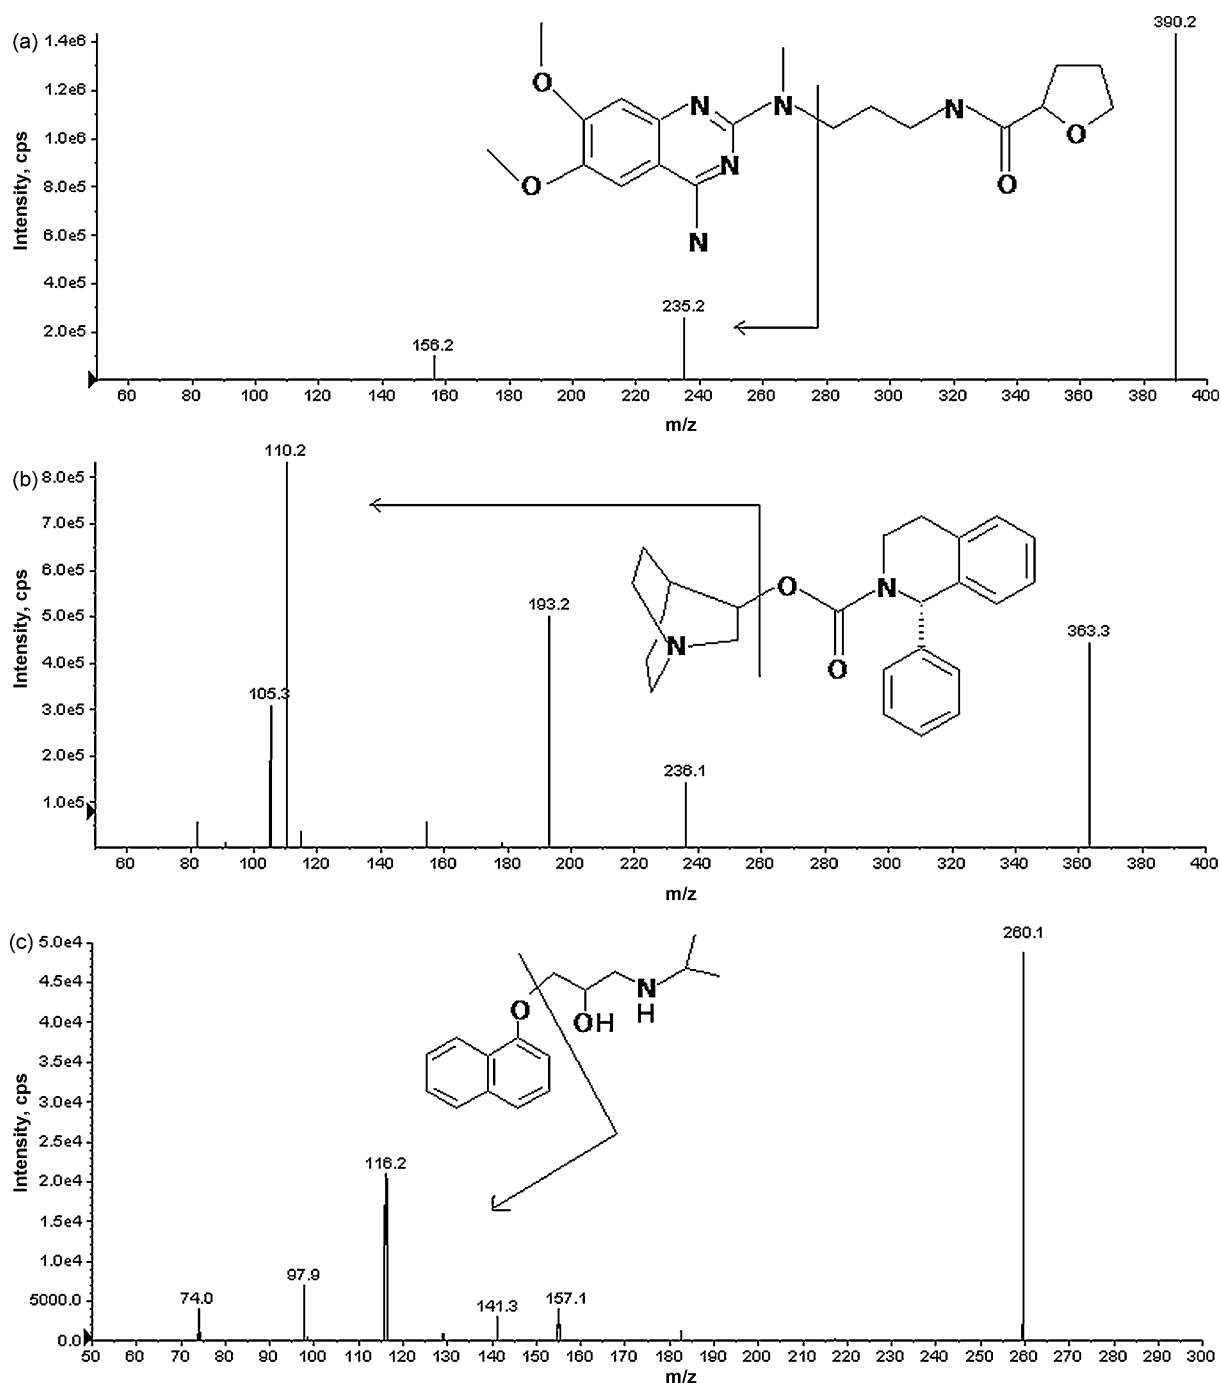 (a)
390.2
1.4e6
1.2e6
1.0e6
8.0e5
6.0e5
4.0e5
2.0e5
Intensity, cps
O
O
N
N
N
N
N
O
O
235.2
156.2
60 80 100 120 140 160 180 200 220 240 260 280 300 320 340 360 380 400
m/z
(b)
110.2
8.0e5
7.0e5
6.0e5
5.0e5
4.0e5
3.0e5
2.0e5
1.0e5
Intensity, cps
O
N
N
O
193.2
363.3
105.3
236.1
60 80 100 120 140 160 180 200 220 240 260 280 300 320 340 360 380 400
m/z
(c)
260.1
5.0e4
4.5e4
4.0e4
3.5e4
3.0e4
2.5e4
2.0e4
1.5e4
1.0e4
5000.0
0.0
Intensity, cps
O
OH
N
H
116.2
97.9
74.0
141.3
157.1
50 60 70 80 90 100 110 120 130 140 150 160 170 180 190 200 210 220 230 240 250 260 270 280 290 300
m/z